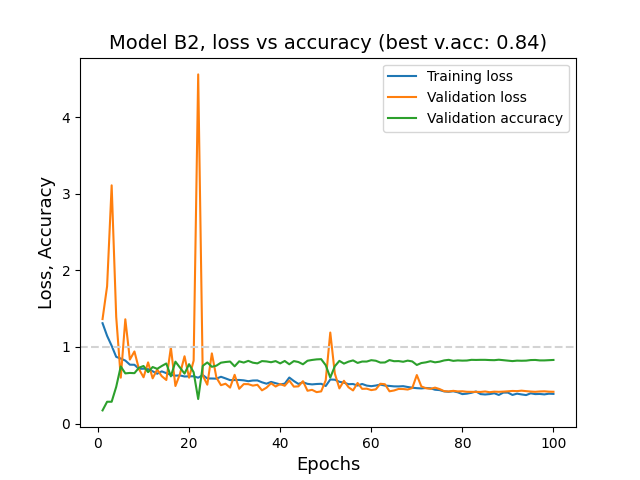 Model B2, loss vs accuracy (best v.acc: 0.84)
Training loss
Validation loss
Validation accuracy
Loss, Accuracy
4
3
2
1
0
0 20 40 60 80 100
Epochs